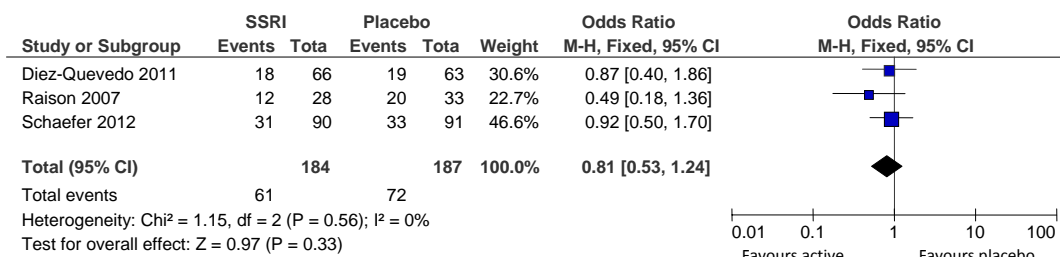 SSRI Placebo Odds Ratio Odds Ratio
Study or Subgroup Events Tota Events Tota Weight M-H, Fixed, 95% CI M-H, Fixed, 95% CI
Diez-Quevedo 2011 18 66 19 63 30.6% 0.87 [0.40, 1.86]
Raison 2007 12 28 20 33 22.7% 0.49 [0.18, 1.36]
Schaefer 2012 31 90 33 91 46.6% 0.92 [0.50, 1.70]
Total (95% CI) 184 187 100.0% 0.81 [0.53, 1.24]
Total events 61 72
Heterogeneity: Chi² = 1.15, df = 2 (P = 0.56); I² = 0%
Test for overall effect: Z = 0.97 (P = 0.33)
0.01 0.1 1 10 100
Favours active Favours placebo